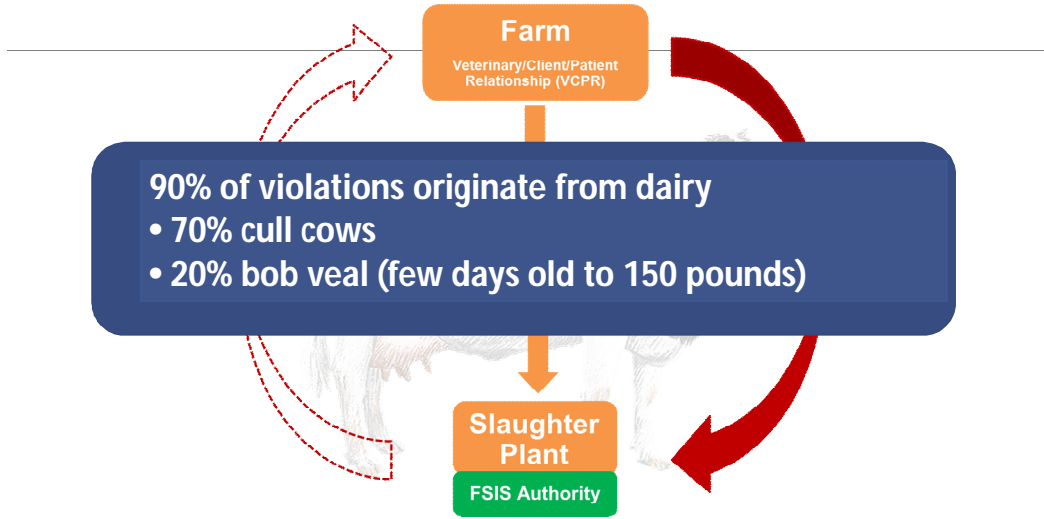 Farm
Veterinary/Client/Patient
Relationship (VCPR)
90% of violations originate from dairy
• 70% cull cows
• 20% bob veal (few days old to 150 pounds)
Slaughter
Plant
FSIS Authority